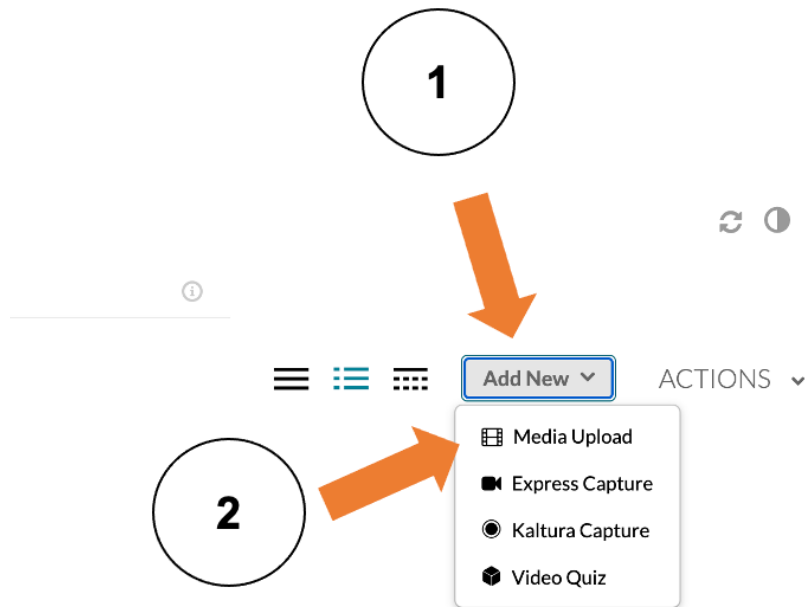 1
Add New
ACTIONS
Media Upload
Express Capture
2
Kaltura Capture
Video Quiz